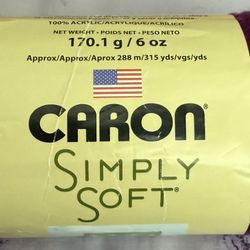 100% ACRYLIC/ACRYLIQUE/ACRÍLICO
NET WEIGHT - POIDS NET - PESO NETO
170.1 g / 6 oz
Approx/Approx/Aprox 288 m/315 yds/vgs/yds
CARON®
SIMPLY
SOFT®